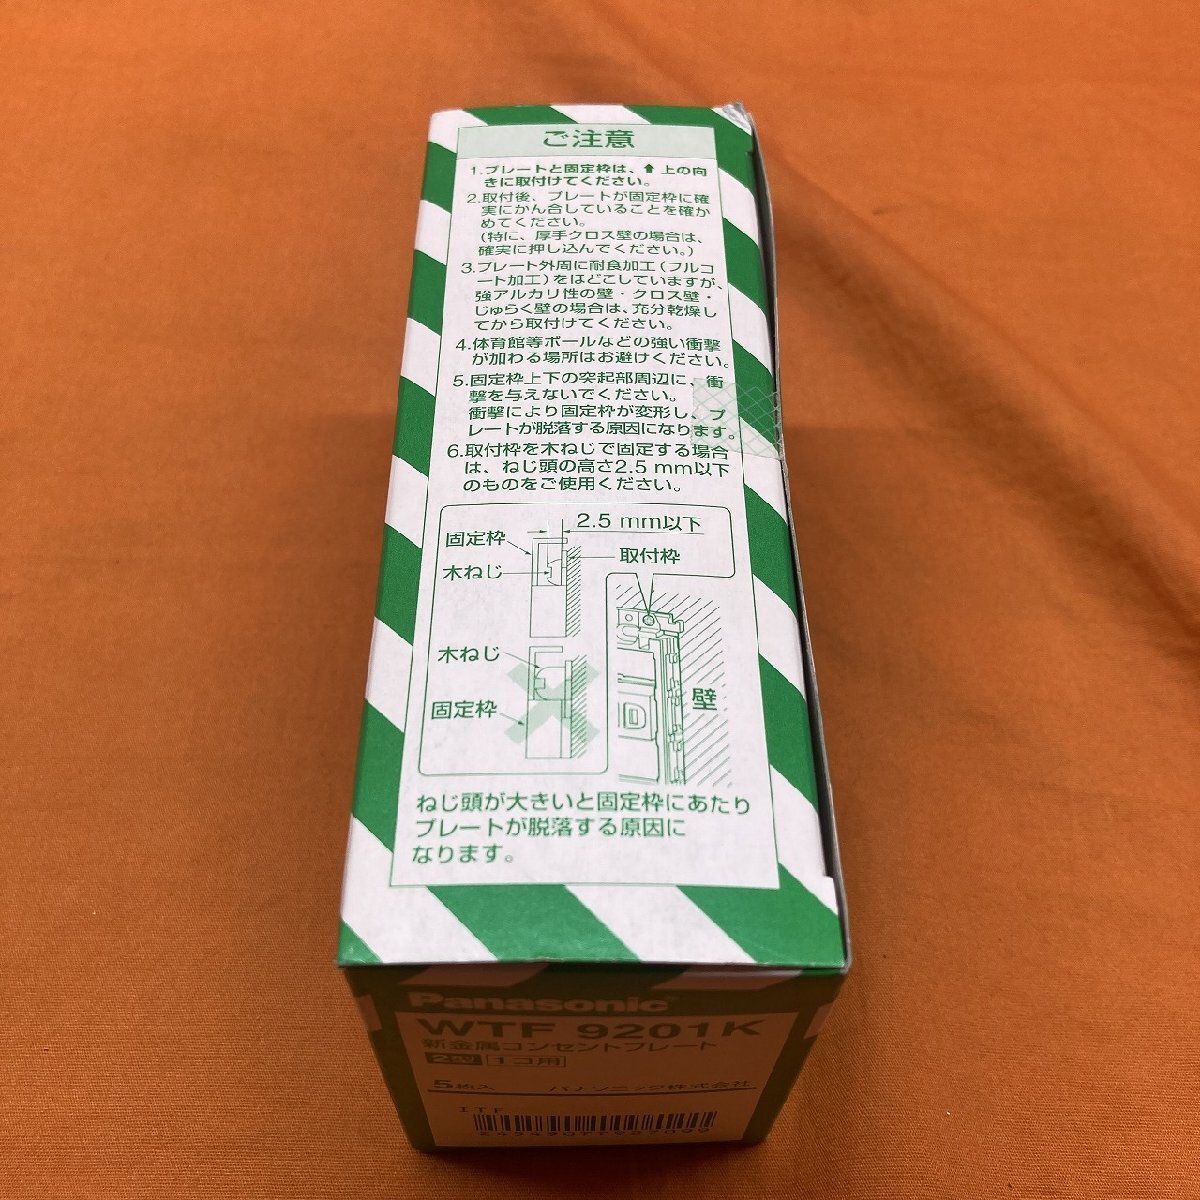 ご注意
1.プレートと固定枠は、⬆上の向
きに取付けてください。
2.取付後、プレートが固定枠に確
実にかん合していることを確か
めてください。
(特に、厚手クロス壁の場合は、
確実に押し込んでください。)
3.プレート外周に耐食加工(フルコ
ート加工)をほどこしていますが、
強アルカリ性の壁・クロス壁・
じゅらく壁の場合は、充分乾燥し
てから取付けてください。
4.体育館等ボールなどの強い衝撃
が加わる場所はお避けください。
5.固定枠上下の突起部周辺に、衝
撃を与えないでください。
衝撃により固定枠が変形し、プ
レートが脱落する原因になります。
6.取付枠を木ねじで固定する場合
は、ねじ頭の高さ2.5 mm以下
のものをご使用ください。
2.5 mm以下
固定枠
取付枠
木ねじ
木ねじ
固定枠
壁
ねじ頭が大きいと固定枠にあたり
プレートが脱落する原因に
なります。
Panasonic
WTF 9201K
新金属コンセントプレート
2型 1コ用
5枚入 パナソニック株式会社
ITF